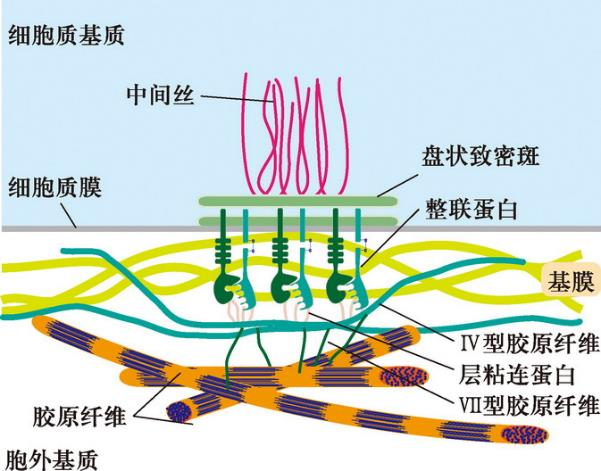 细胞质基质
中间丝
盘状致密斑
细胞质膜
整联蛋白
基膜
IV型胶原纤维
层粘连蛋白
VII型胶原纤维
胶原纤维
胞外基质